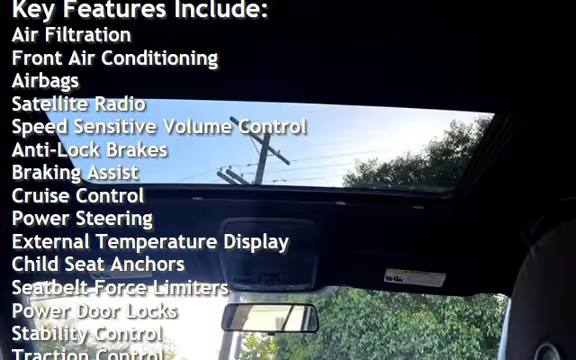 Key Features Include:
Air Filtration
Front Air Conditioning
Airbags
Satellite Radio
Speed Sensitive Volume Control
Anti-Lock Brakes
Braking Assist
Cruise Control
Power Steering
External Temperature Display
Child Seat Anchors
Seatbelt Force Limiters
Power Door Locks
Stability Control
Traction Control